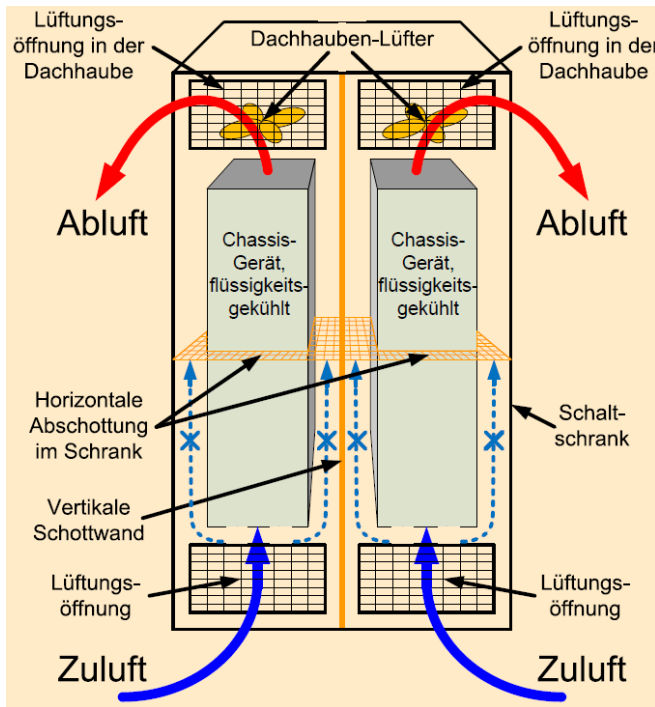 Lüftungs-
öffnung in der
Dachhaube
Dachhauben-Lüfter
Lüftungs-
öffnung in der
Dachhaube
Abluft
Abluft
Chassis-
Gerät,
flüssigkeits-
gekühlt
Chassis-
Gerät,
flüssigkeits-
gekühlt
Horizontale
Abschottung
im Schrank
Schalt-
schrank
Vertikale
Schottwand
Lüftungs-
öffnung
Lüftungs-
öffnung
Zuluft
Zuluft